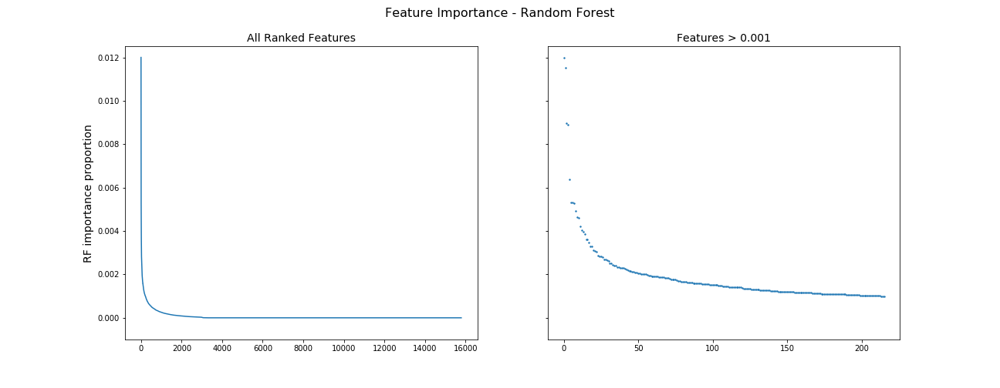 Feature Importance - Random Forest
All Ranked Features
Features > 0.001
RF importance proportion
0.012
0.010
0.008
0.006
0.004
0.002
0.000
0 2000 4000 6000 8000 10000 12000 14000 16000
0 50 100 150 200